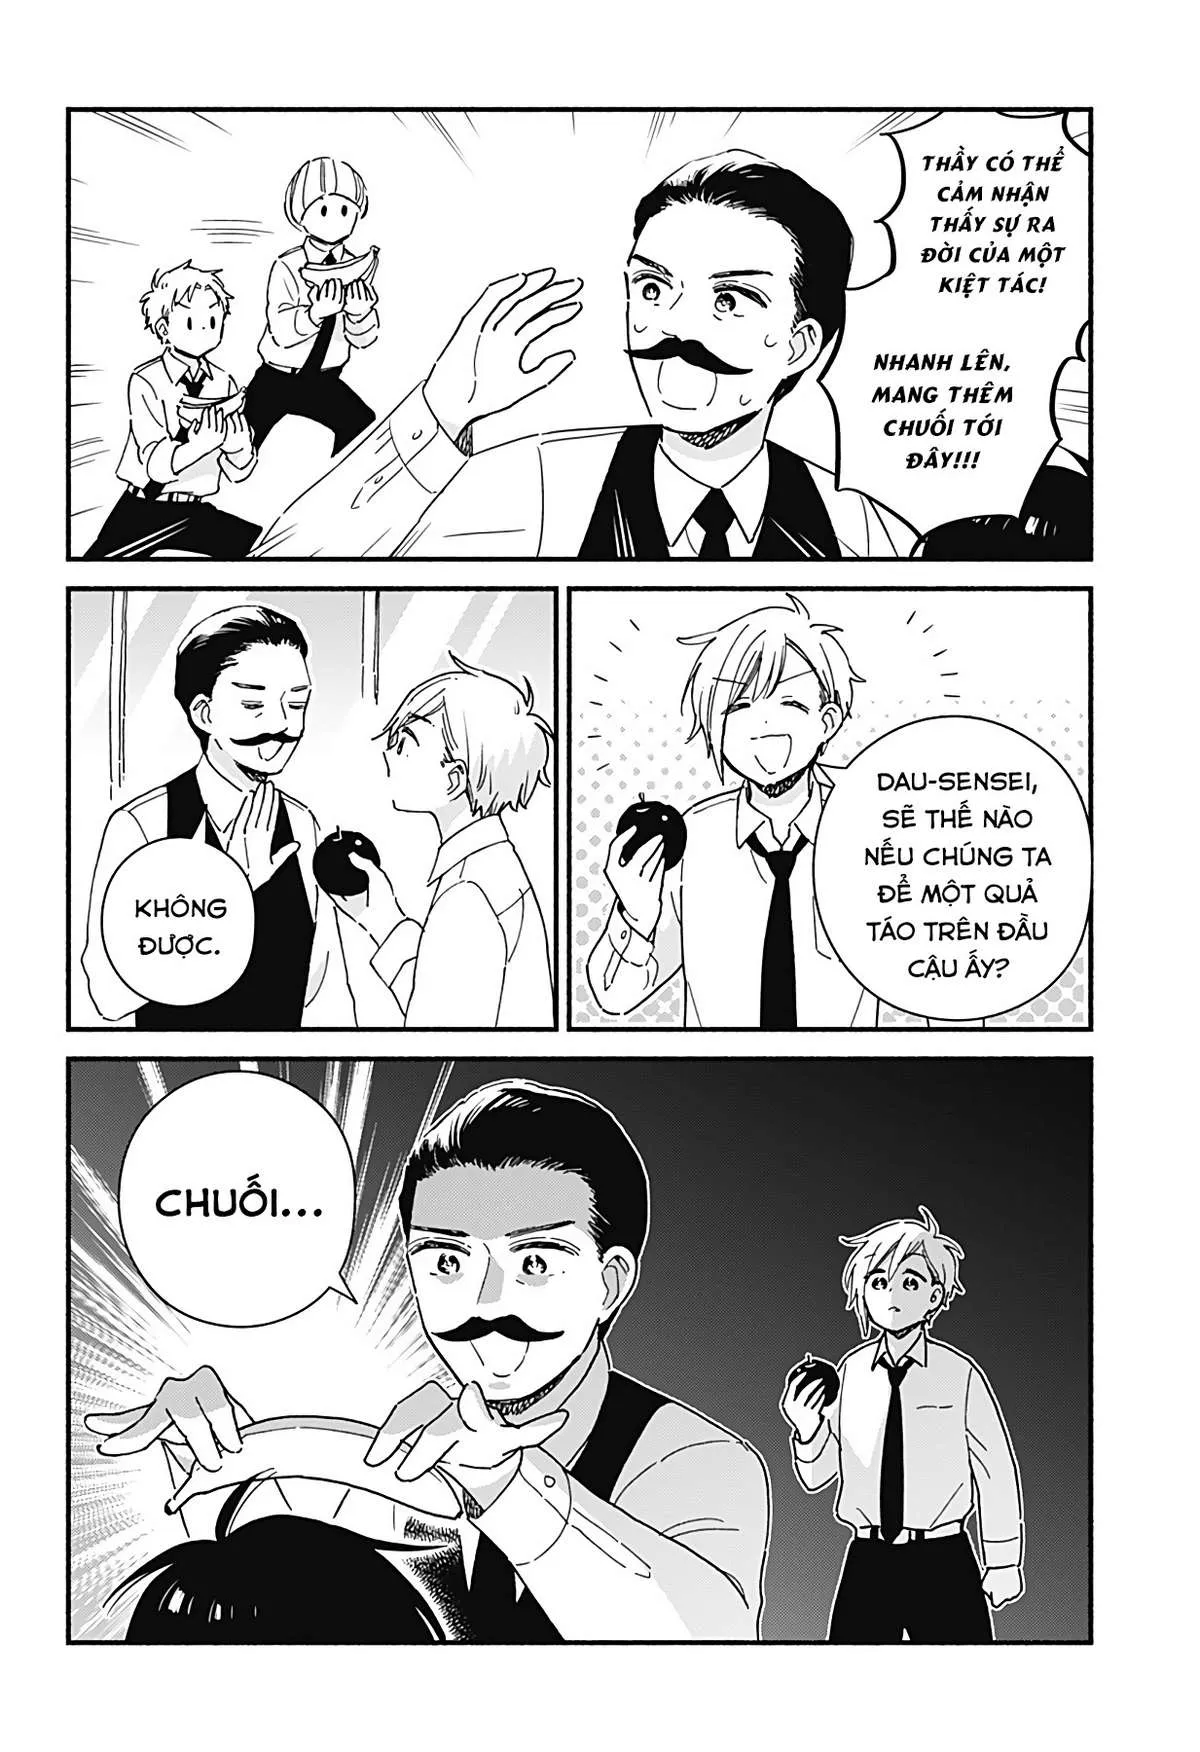 THẦY CÓ THỂ
CẢM NHẬN
THẤY SỰ RA
ĐỜI CỦA MỘT
KIỆT TÁC!
NHANH LÊN,
MANG THÊM
CHUỐI TỚI
ĐÂY!!!
DAU-SENSEI,
SẼ THẾ NÀO
NẾU CHÚNG TA
ĐỂ MỘT QUẢ
TÁO TRÊN ĐẦU
CẬU ẤY?
KHÔNG
ĐƯỢC.
CHUỐI...